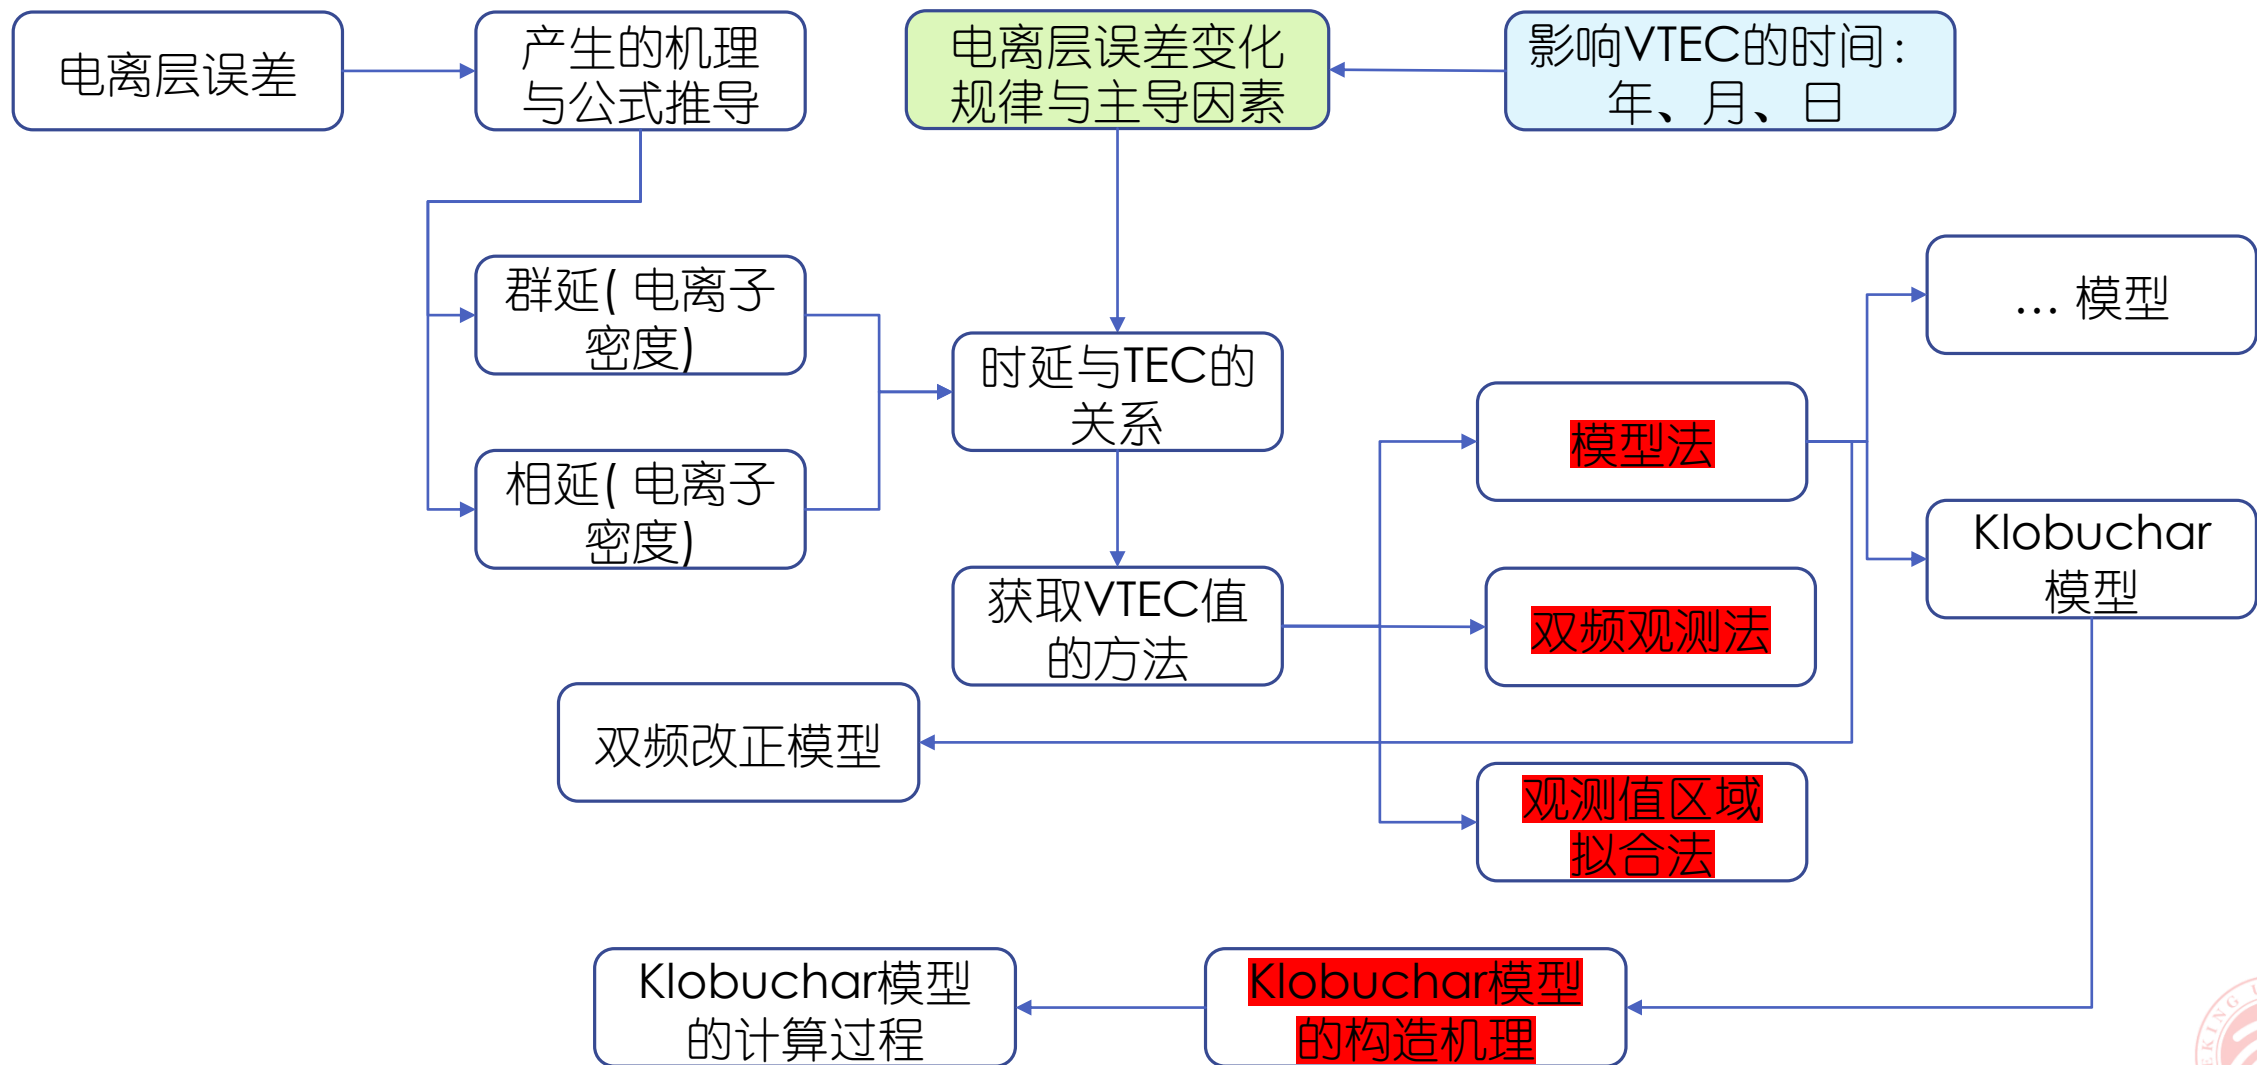 电离层误差
产生的机理
与公式推导
电离层误差变化
规律与主导因素
影响VTEC的时间：
年、月、日
群延( 电离子
密度)
相延( 电离子
密度)
时延与TEC的
关系
... 模型
模型法
Klobuchar
模型
获取VTEC值
的方法
双频观测法
双频改正模型
观测值区域
拟合法
Klobuchar模型
的计算过程
Klobuchar模型
的构造机理